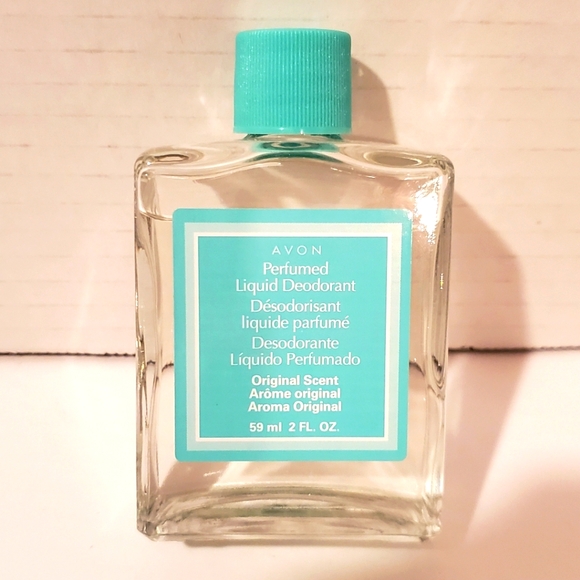 AVON
Perfumed
Liquid Deodorant
Désodorisant
liquide parfumé
Desodorante
Líquido Perfumado
Original Scent
Arôme original
Aroma Original
59 ml 2 FL. OZ.